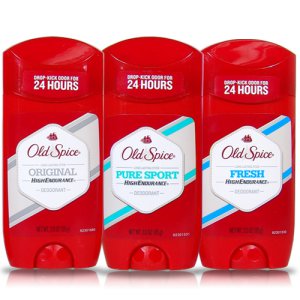 DROP-KICK ODOR FOR
24 HOURS
Old Spice
ORIGINAL
HIGH ENDURANCE
DEODORANT
DROP-KICK ODOR FOR
24 HOURS
Old Spice
PURE SPORT
HIGH ENDURANCE
DEODORANT
DROP-KICK ODOR FOR
24 HOURS
Old Spice
FRESH
HIGH ENDURANCE
DEODORANT